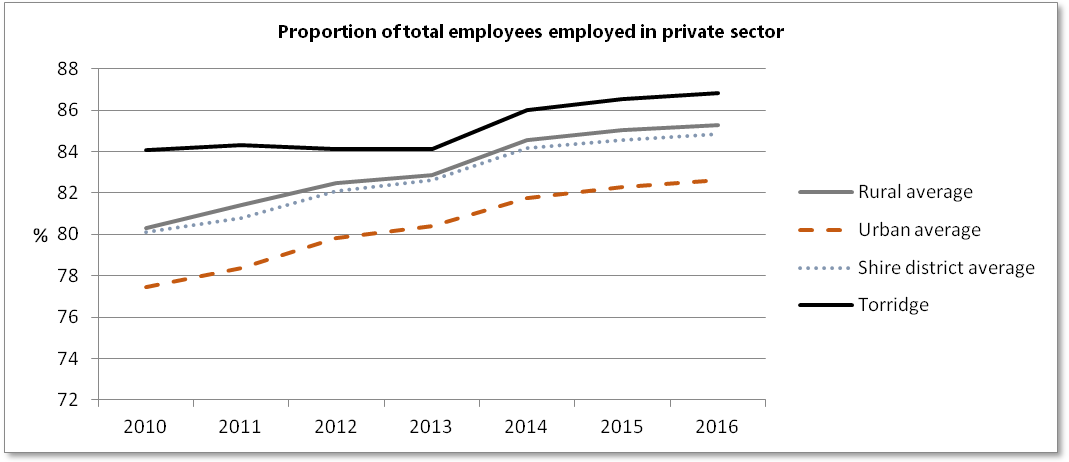 Proportion of total employees employed in private sector
88
86
84
82
80
78
76
74
72
%
2010 2011 2012 2013 2014 2015 2016
Rural average
Urban average
Shire district average
Torridge